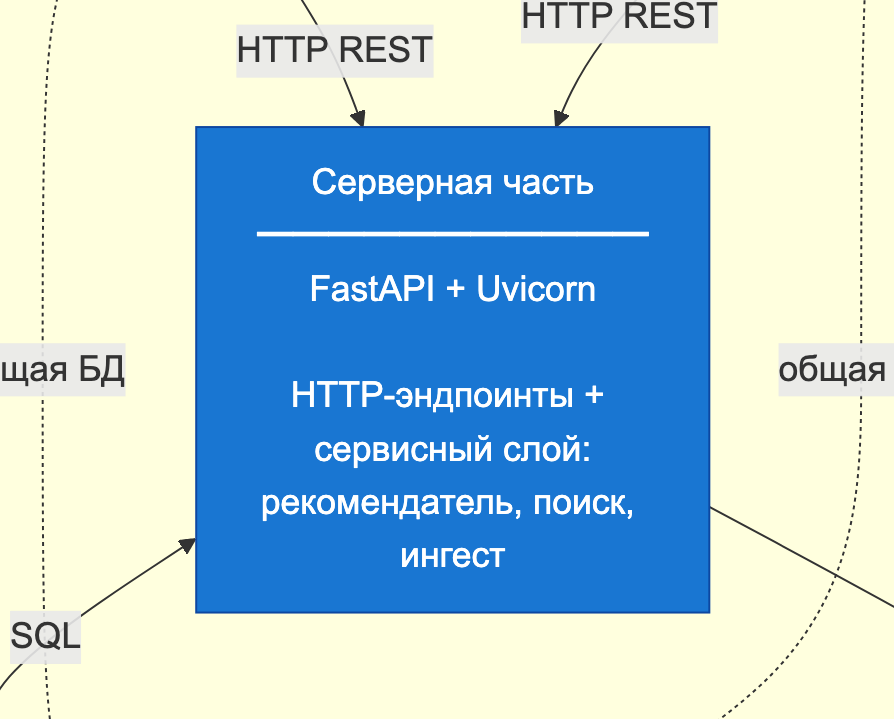 HTTP REST
HTTP REST
Серверная часть
FastAPI + Uvicorn
HTTP-эндпоинты +
сервисный слой:
рекомендатель, поиск,
ингест
щая БД
общая
SQL